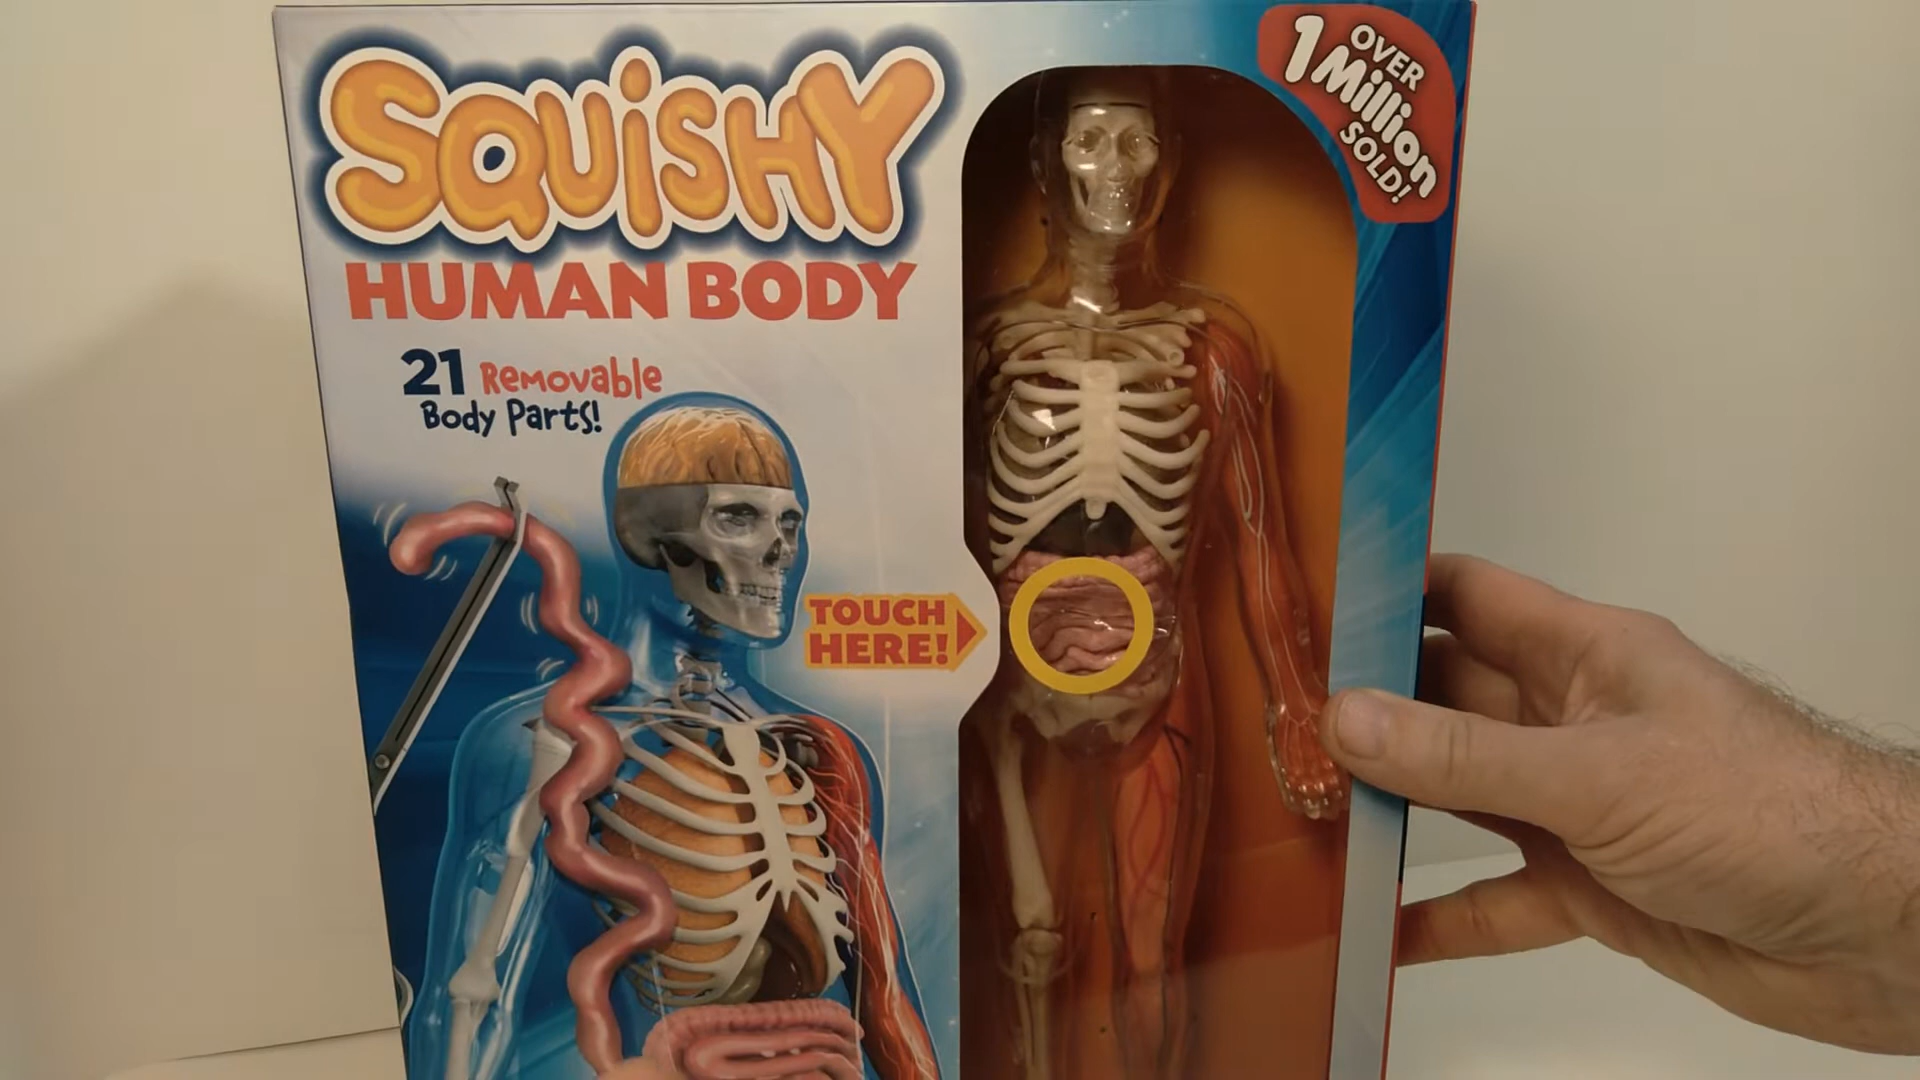 SQUiSHY
HUMAN BODY
21 Removable
Body Parts!
TOUCH
HERE!
OVER
1 Million
SOLD!